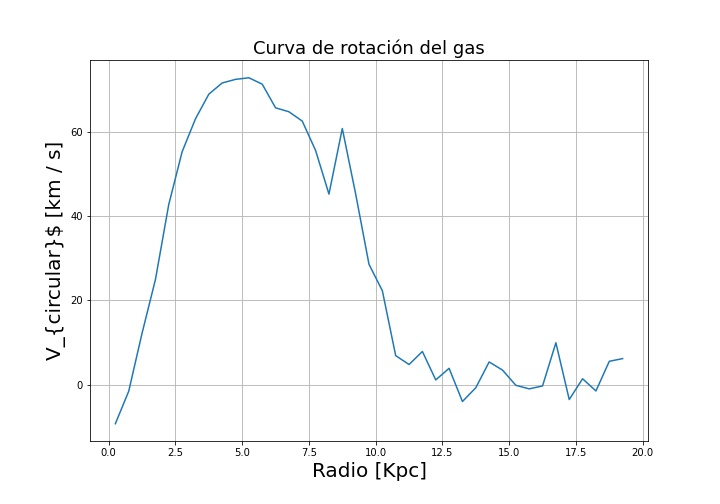 Curva de rotación del gas
V_{circular}$ [km / s]
60
40
20
0
0.0 2.5 5.0 7.5 10.0 12.5 15.0 17.5 20.0
Radio [Kpc]